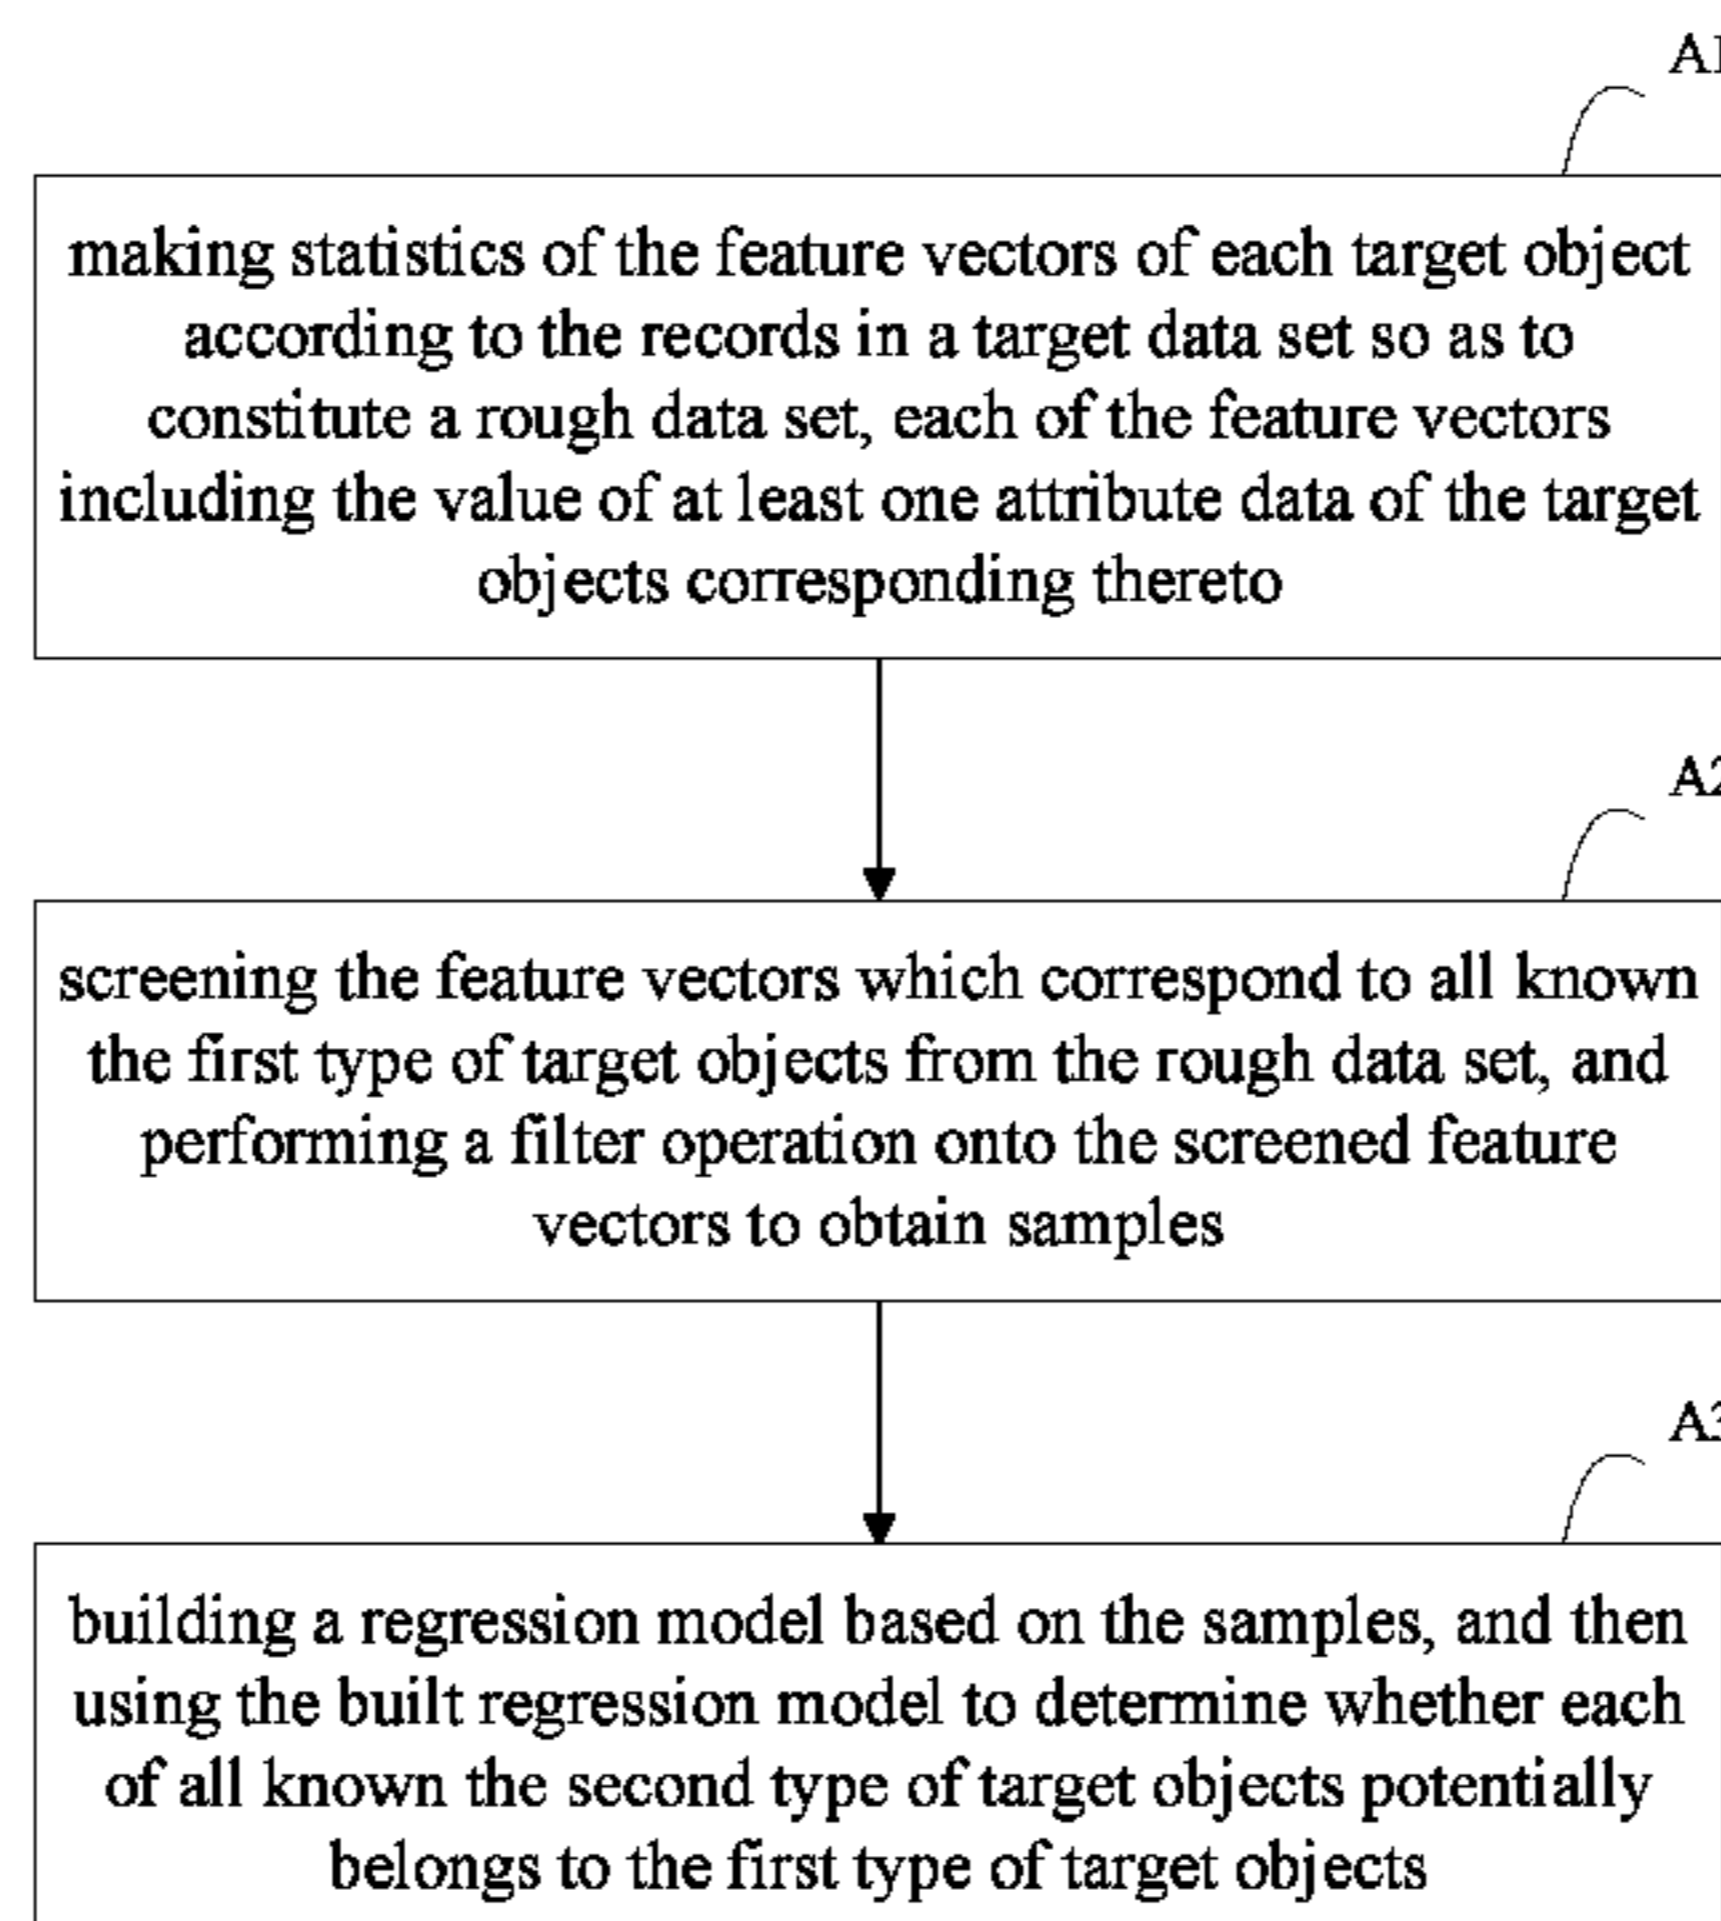 A1
making statistics of the feature vectors of each target object
according to the records in a target data set so as to
constitute a rough data set, each of the feature vectors
including the value of at least one attribute data of the target
objects corresponding thereto
A2
screening the feature vectors which correspond to all known
the first type of target objects from the rough data set, and
performing a filter operation onto the screened feature
vectors to obtain samples
A3
building a regression model based on the samples, and then
using the built regression model to determine whether each
of all known the second type of target objects potentially
belongs to the first type of target objects